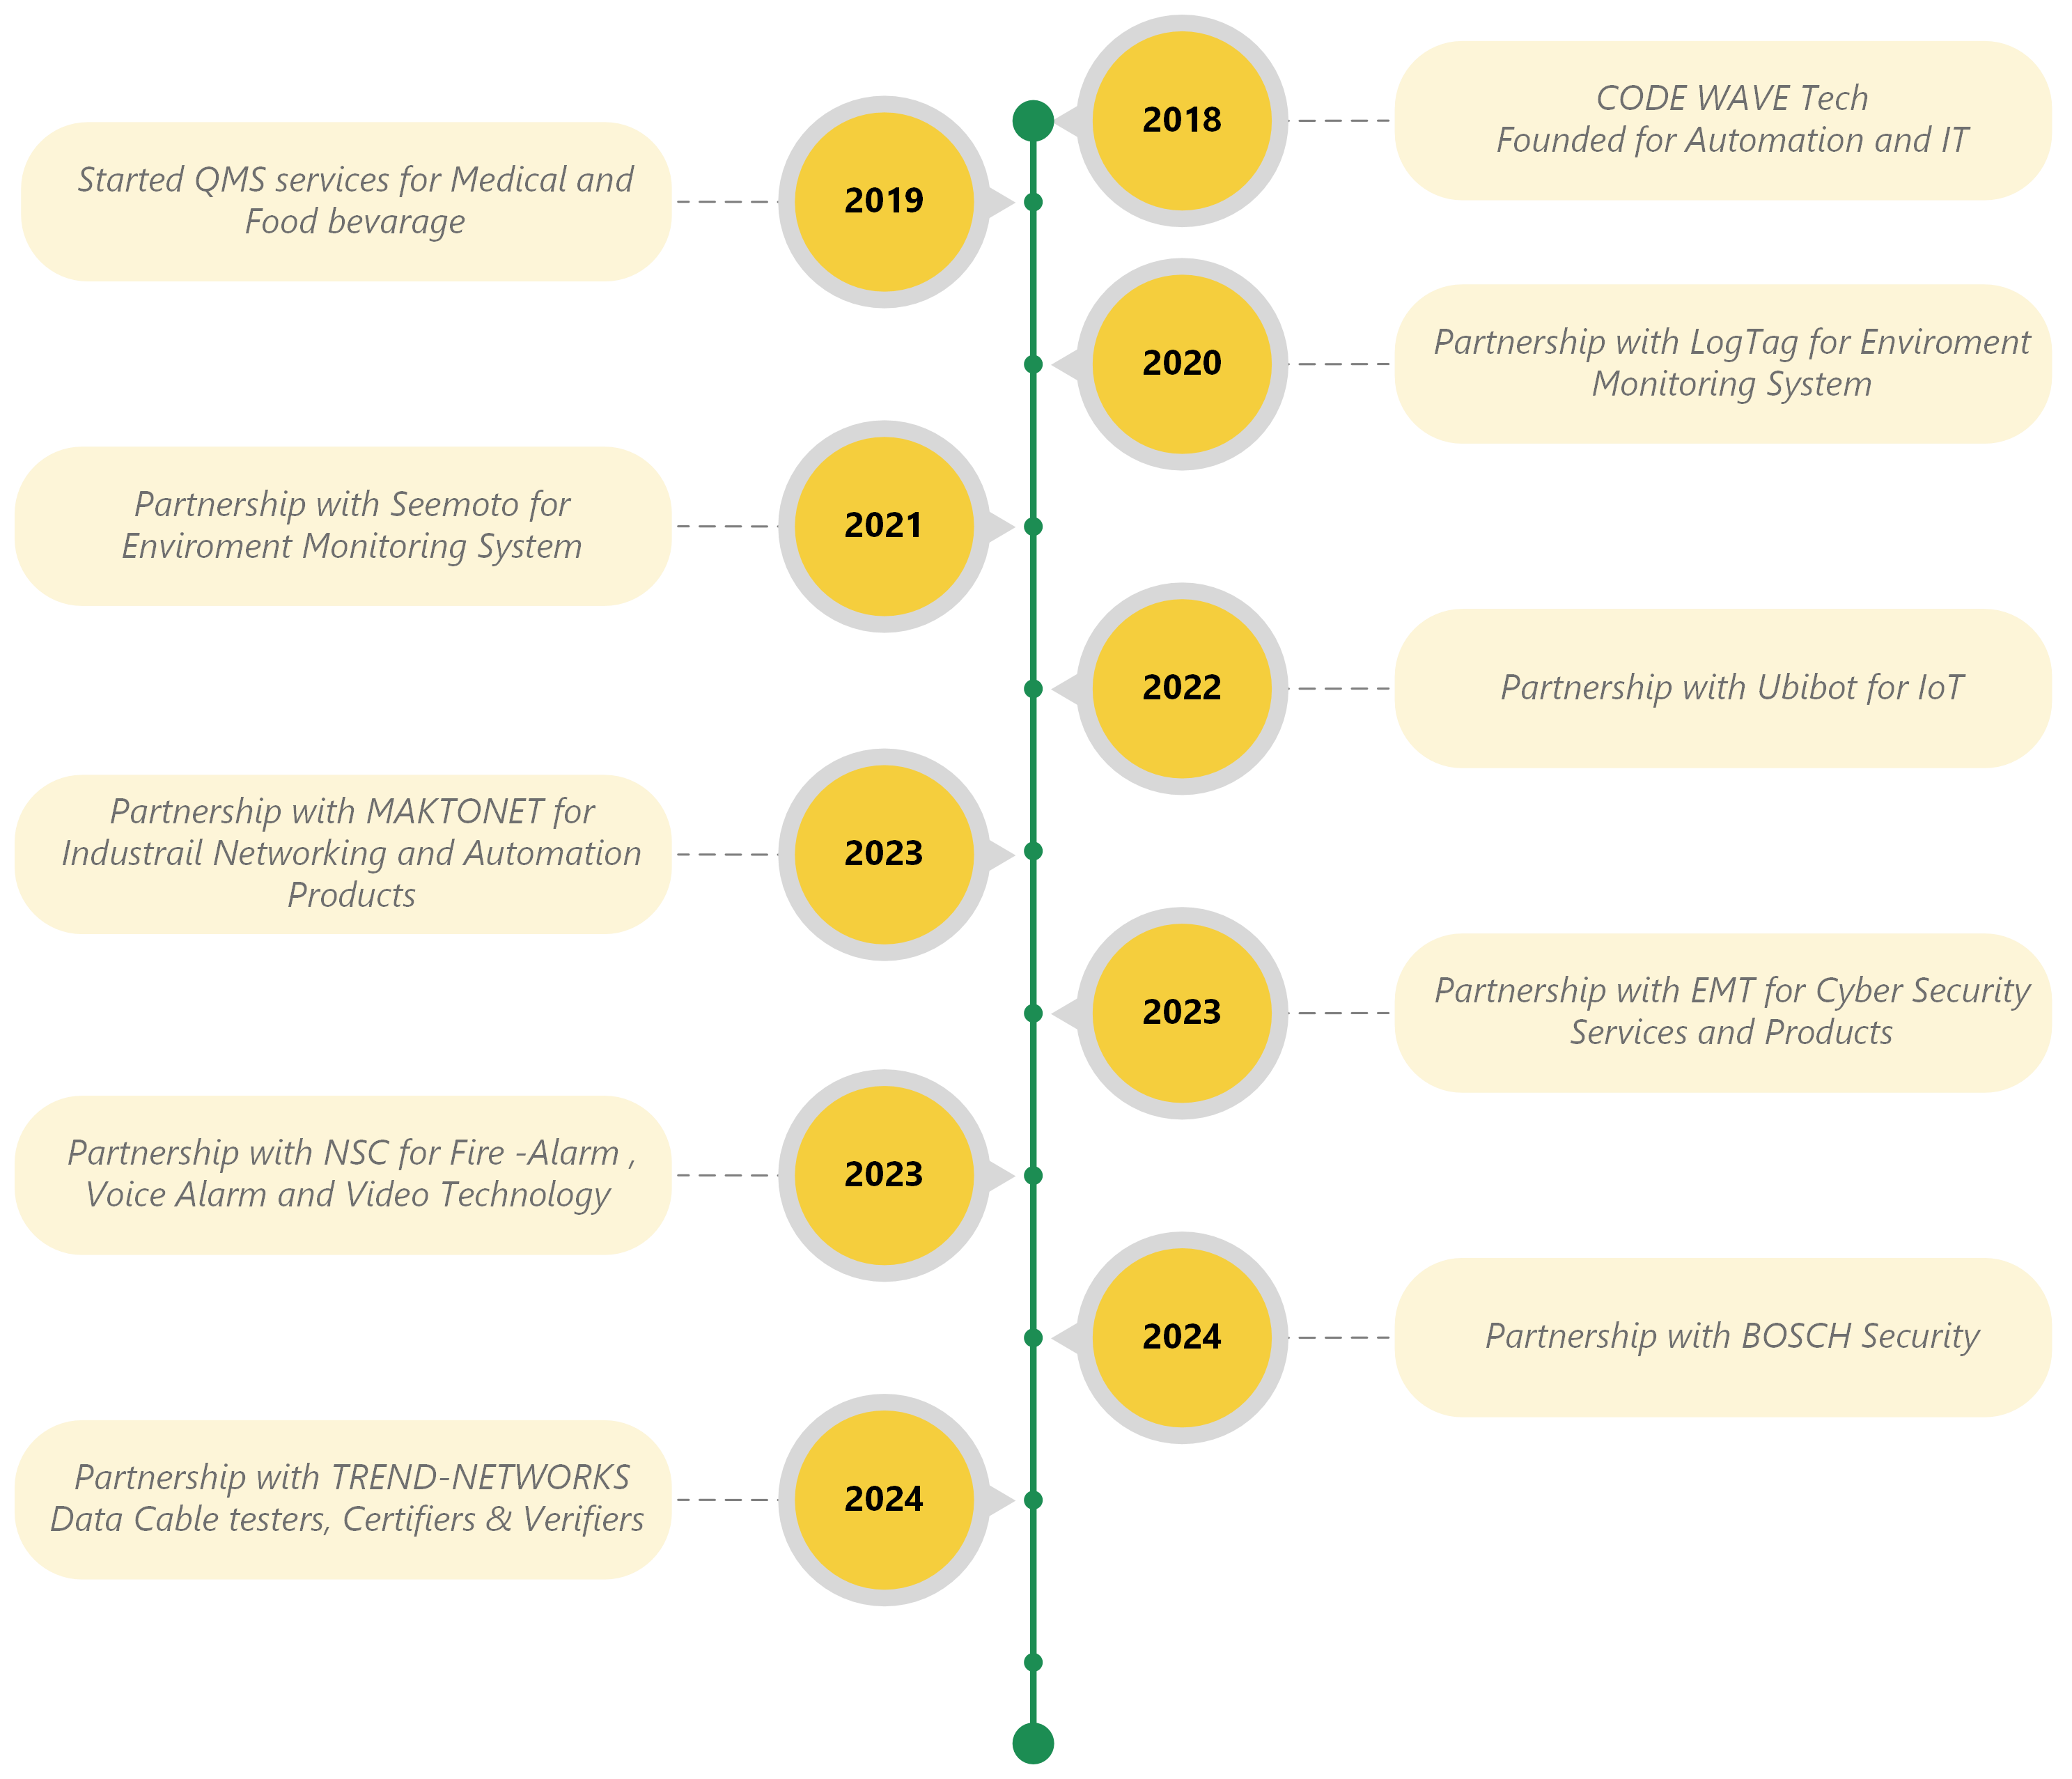 2018
CODE WAVE Tech
Founded for Automation and IT
2019
Started QMS services for Medical and
Food bevarage
2020
Partnership with LogTag for Enviroment
Monitoring System
2021
Partnership with Seemoto for
Enviroment Monitoring System
2022
Partnership with Ubibot for IoT
2023
Partnership with MAKTONET for
Industrail Networking and Automation
Products
2023
Partnership with EMT for Cyber Security
Services and Products
2023
Partnership with NSC for Fire -Alarm ,
Voice Alarm and Video Technology
2024
Partnership with BOSCH Security
2024
Partnership with TREND-NETWORKS
Data Cable testers, Certifiers & Verifiers